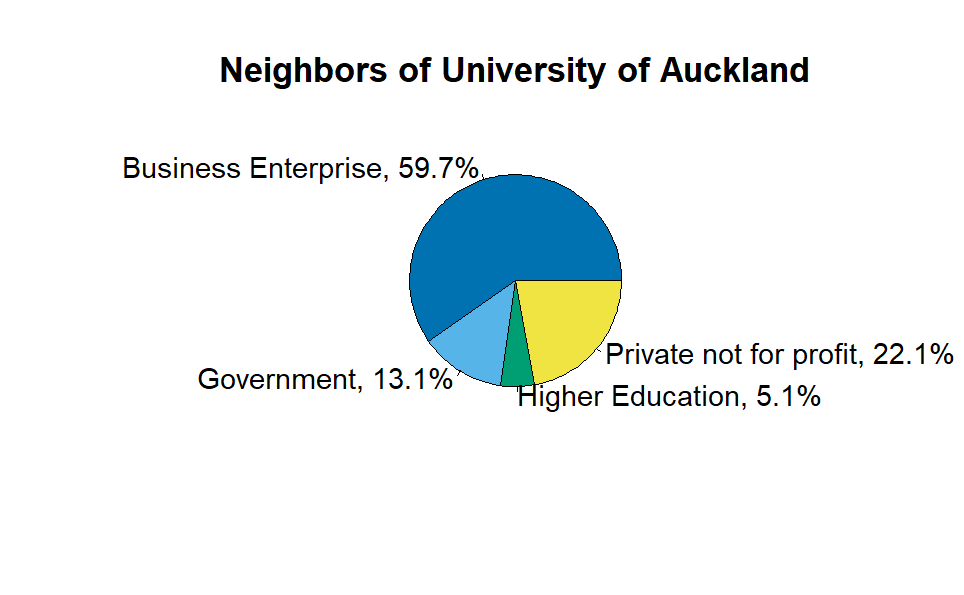 Neighbors of University of Auckland
Business Enterprise, 59.7%
Private not for profit, 22.1%
Government, 13.1%
Higher Education, 5.1%